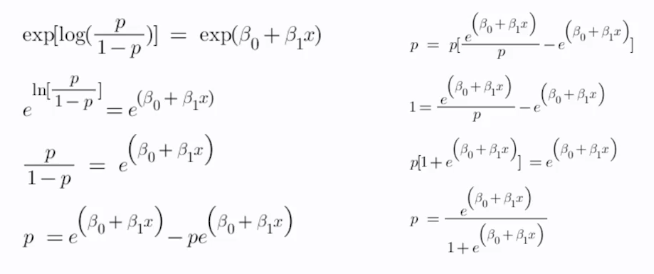 exp[log(p/(1 − p))] = exp(β₀ + β₁x)
e^(ln[p/(1 − p)]) = e^(β₀ + β₁x)
p/(1 − p) = e^(β₀ + β₁x)
p = e^(β₀ + β₁x) − pe^(β₀ + β₁x)
p = p[e^(β₀ + β₁x)/p − e^(β₀ + β₁x)]
1 = e^(β₀ + β₁x)/p − e^(β₀ + β₁x)
p[1 + e^(β₀ + β₁x)] = e^(β₀ + β₁x)
p = e^(β₀ + β₁x)/(1 + e^(β₀ + β₁x))